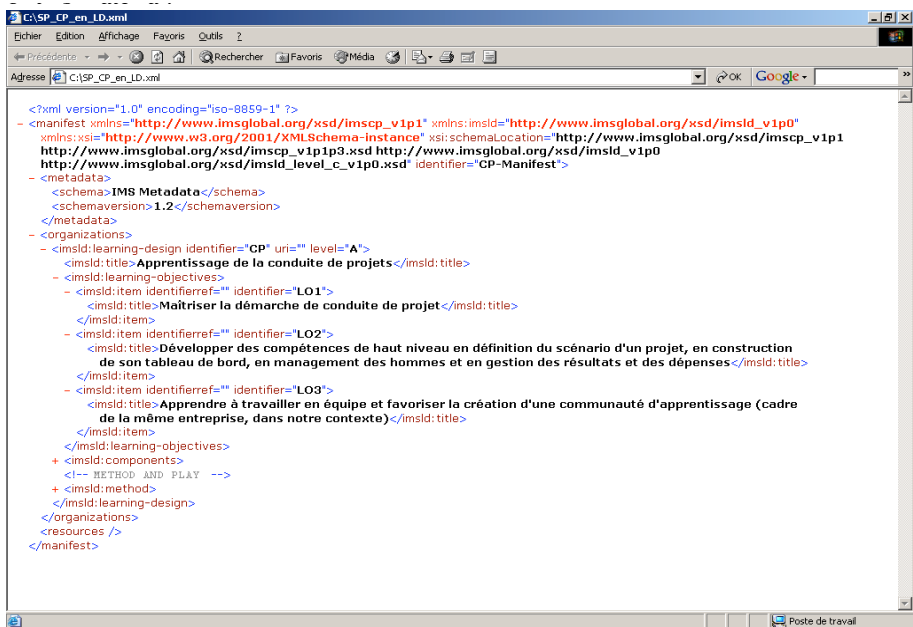 C:\SP_CP_en_LD.xml
Fichier Edition Affichage Favoris Outils ?
Précédente Rechercher Favoris Média
Adresse C:\SP_CP_en_LD.xml OK Google
<?xml version="1.0" encoding="iso-8859-1" ?>
- <manifest xmlns="http://www.imsglobal.org/xsd/imscp_v1p1" xmlns:imsld="http://www.imsglobal.org/xsd/imsld_v1p0"
xmlns:xsi="http://www.w3.org/2001/XMLSchema-instance" xsi:schemaLocation="http://www.imsglobal.org/xsd/imscp_v1p1
http://www.imsglobal.org/xsd/imscp_v1p1p3.xsd http://www.imsglobal.org/xsd/imsld_v1p0
http://www.imsglobal.org/xsd/imsld_level_c_v1p0.xsd" identifier="CP-Manifest">
- <metadata>
<schema>IMS Metadata</schema>
<schemaversion>1.2</schemaversion>
</metadata>
- <organizations>
- <imsld:learning-design identifier="CP" uri="" level="A">
<imsld:title>Apprentissage de la conduite de projets</imsld:title>
- <imsld:learning-objectives>
- <imsld:item identifierref="" identifier="LO1">
<imsld:title>Maîtriser la démarche de conduite de projet</imsld:title>
</imsld:item>
- <imsld:item identifierref="" identifier="LO2">
<imsld:title>Développer des compétences de haut niveau en définition du scénario d'un projet, en construction
de son tableau de bord, en management des hommes et en gestion des résultats et des dépenses</imsld:title>
</imsld:item>
- <imsld:item identifierref="" identifier="LO3">
<imsld:title>Apprendre à travailler en équipe et favoriser la création d'une communauté d'apprentissage (cadre
de la même entreprise, dans notre contexte)</imsld:title>
</imsld:item>
</imsld:learning-objectives>
+ <imsld:components>
<!-- METHOD AND PLAY -->
+ <imsld:method>
</imsld:learning-design>
</organizations>
<resources />
</manifest>
Poste de travail